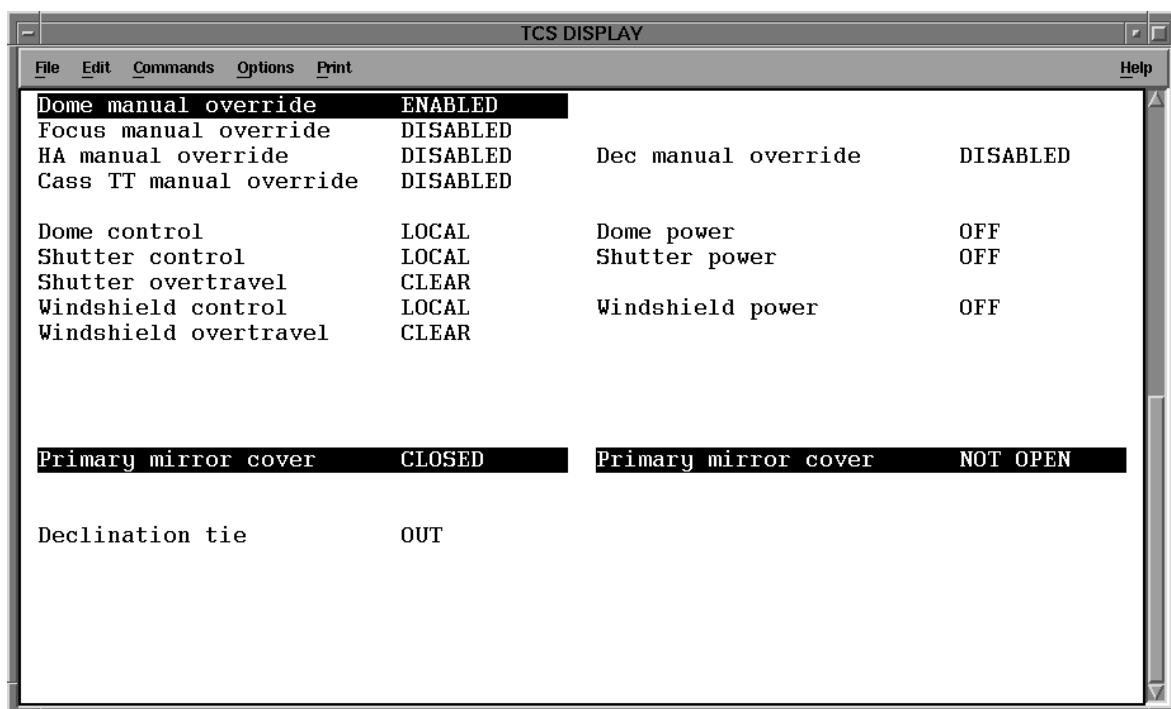 TCS DISPLAY
File Edit Commands Options Print Help
Dome manual override ENABLED
Focus manual override DISABLED
HA manual override DISABLED Dec manual override DISABLED
Cass TT manual override DISABLED
Dome control LOCAL Dome power OFF
Shutter control LOCAL Shutter power OFF
Shutter overtravel CLEAR
Windshield control LOCAL Windshield power OFF
Windshield overtravel CLEAR
Primary mirror cover CLOSED Primary mirror cover NOT OPEN
Declination tie OUT